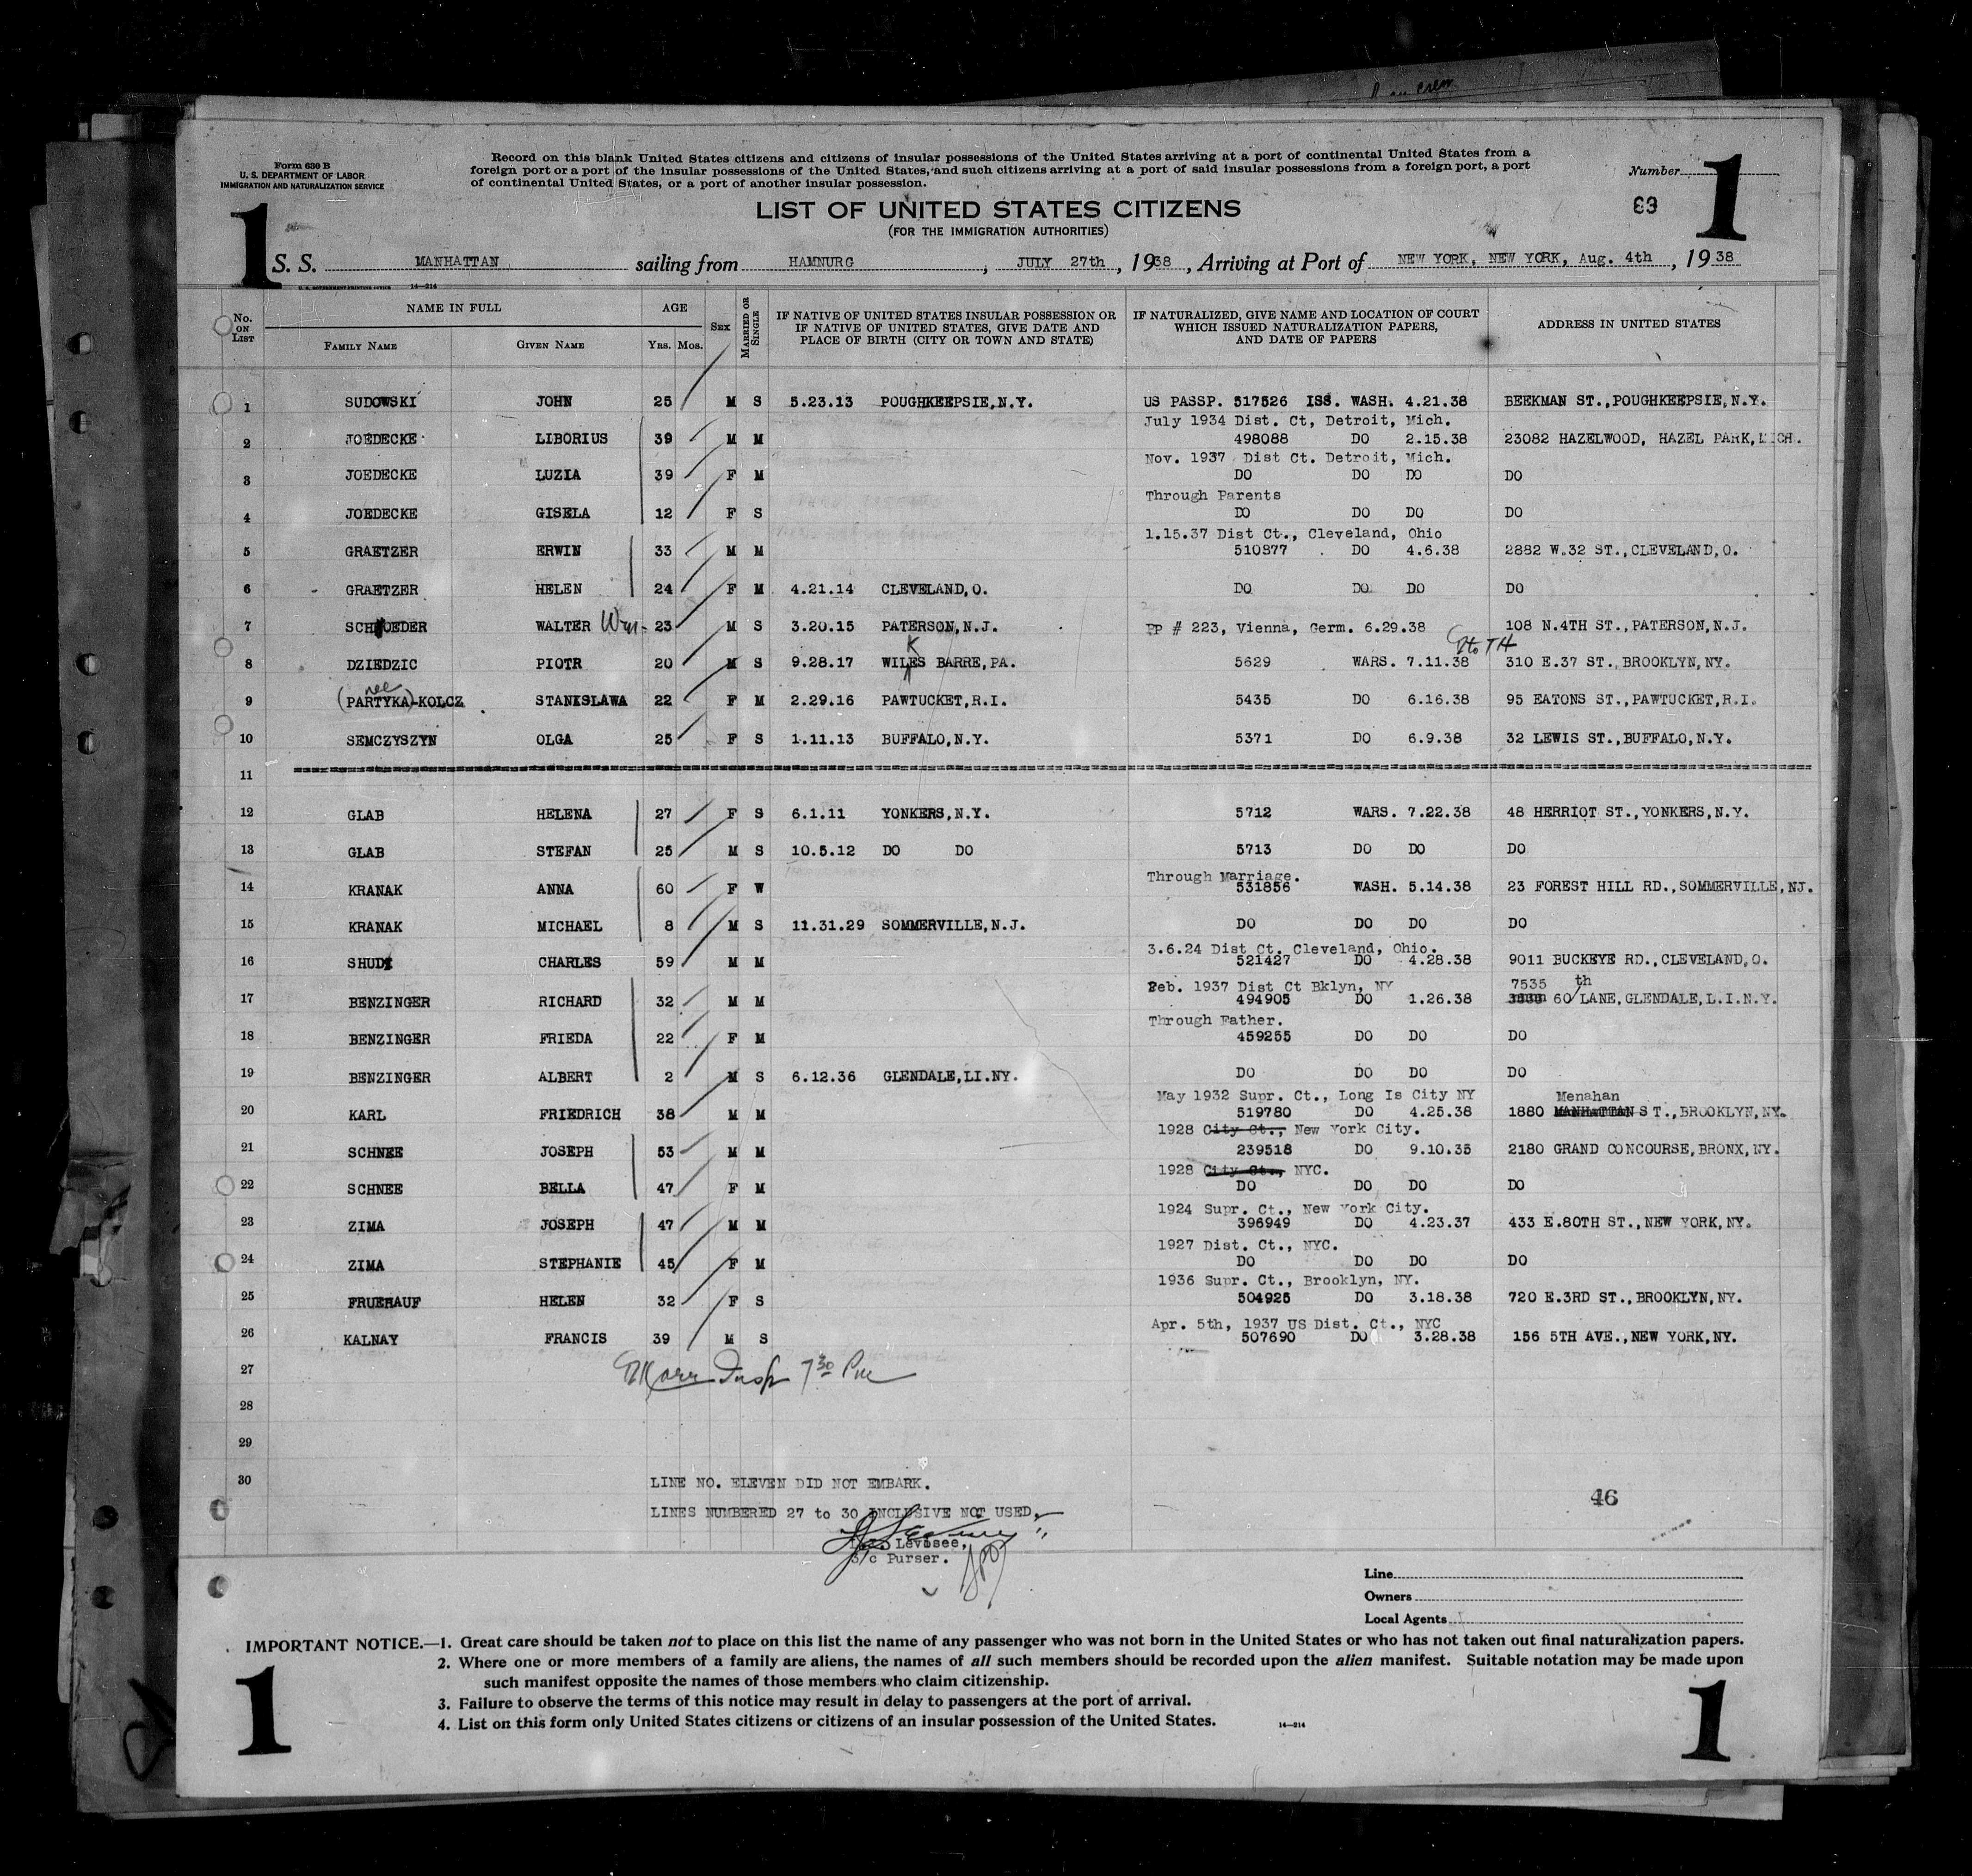 Form 630 B
U. S. DEPARTMENT OF LABOR
IMMIGRATION AND NATURALIZATION SERVICE
Record on this blank United States citizens and citizens of insular possessions of the United States arriving at a port of continental United States from a
foreign port or a port of the insular possessions of the United States, and such citizens arriving at a port of said insular possessions from a foreign port, a port
of continental United States, or a port of another insular possession.
Number
1
1
LIST OF UNITED STATES CITIZENS
(FOR THE IMMIGRATION AUTHORITIES)
S. S. MANHATTAN sailing from HAMNURG, JULY 27th, 1938, Arriving at Port of NEW YORK, NEW YORK, Aug. 4th, 1938
U. S. GOVERNMENT PRINTING OFFICE 14—214
No. ON LIST NAME IN FULL AGE SEX MARRIED OR SINGLE IF NATIVE OF UNITED STATES INSULAR POSSESSION OR IF NATIVE OF UNITED STATES, GIVE DATE AND PLACE OF BIRTH (CITY OR TOWN AND STATE) IF NATURALIZED, GIVE NAME AND LOCATION OF COURT WHICH ISSUED NATURALIZATION PAPERS, AND DATE OF PAPERS ADDRESS IN UNITED STATES
FAMILY NAME GIVEN NAME YRS. MOS.
1 SUDOWSKI JOHN 25 M S 5.23.13 POUGHKEEPSIE,N.Y. US PASSP. 517526 ISS. WASH. 4.21.38 BEEKMAN ST.,POUGHKEEPSIE,N.Y.
July 1934 Dist. Ct, Detroit, Mich.
2 JOEDECKE LIBORIUS 39 M M 498088 DO 2.15.38 23082 HAZELWOOD, HAZEL PARK,MICH.
Nov. 1937 Dist Ct. Detroit, Mich.
3 JOEDECKE LUZIA 39 F M DO DO DO DO
Through Parents
4 JOEDECKE GISELA 12 F S DO DO DO DO
1.15.37 Dist Ct., Cleveland, Ohio
5 GRAETZER ERWIN 33 M M 510877 DO 4.6.38 2882 W.32 ST.,CLEVELAND,O.
6 GRAETZER HELEN 24 F M 4.21.14 CLEVELAND,O. DO DO DO DO
7 SCHROEDER WALTER Wm 23 M S 3.20.15 PATERSON,N.J. PP # 223, Vienna, Germ. 6.29.38 108 N.4TH ST.,PATERSON,N.J.
K
8 DZIEDZIC PIOTR 20 M S 9.28.17 WILES BARRE,PA. 5629 WARS. 7.11.38 310 E.37 ST.,BROOKLYN,NY.
nee
9 (PARTYKA)-KOLCZ STANISLAWA 22 F M 2.29.16 PAWTUCKET,R.I. 5435 DO 6.16.38 95 EATONS ST.,PAWTUCKET,R.I.
10 SEMCZYSZYN OLGA 25 F S 1.11.13 BUFFALO,N.Y. 5371 DO 6.9.38 32 LEWIS ST.,BUFFALO,N.Y.
11
12 GLAB HELENA 27 F S 6.1.11 YONKERS,N.Y. 5712 WARS. 7.22.38 48 HERRIOT ST.,YONKERS,N.Y.
13 GLAB STEFAN 25 M S 10.5.12 DO DO 5713 DO DO DO
Through Marriage.
14 KRANAK ANNA 60 F W 531856 WASH. 5.14.38 23 FOREST HILL RD.,SOMMERVILLE,NJ.
15 KRANAK MICHAEL 8 M S 11.31.29 SOMMERVILLE,N.J. DO DO DO DO
3.6.24 Dist Ct. Cleveland, Ohio.
16 CHARLES 59 M M 521427 DO 4.28.38 9011 BUCKEYE RD.,CLEVELAND,O.
Feb. 1937 Dist Ct Bklyn, NY 7535 th
17 BENZINGER RICHARD 32 M M 494905 DO 1.26.38 60 LANE,GLENDALE,L.I.N.Y.
Through Father.
18 BENZINGER FRIEDA 22 F M 459255 DO DO DO
19 BENZINGER ALBERT 2 M S 6.12.36 GLENDALE,LI.NY. DO DO DO DO
May 1932 Supr. Ct., Long Is City NY Menahan
20 KARL FRIEDRICH 38 M M 519780 DO 4.25.38 1880 MANHATTAN ST.,BROOKLYN,NY.
1928 City Ct., New York City.
21 SCHNEE JOSEPH 53 M M 239518 DO 9.10.35 2180 GRAND CONCOURSE,BRONX,NY.
1928 City Ct., NYC.
22 SCHNEE BELLA 47 F M DO DO DO DO
1924 Supr. Ct., New York City.
23 ZIMA JOSEPH 47 M M 396949 DO 4.23.37 433 E.80TH ST.,NEW YORK,NY.
1927 Dist. Ct., NYC.
24 ZIMA STEPHANIE 45 F M DO DO DO DO
1936 Supr. Ct., Brooklyn, NY.
25 FRUEHAUF HELEN 32 F S 504925 DO 3.18.38 720 E.3RD ST.,BROOKLYN,NY.
Apr. 5th, 1937 US Dist. Ct., NYC
26 KALNAY FRANCIS 39 M S 507690 DO 3.28.38 156 5TH AVE.,NEW YORK,NY.
27
28
29
30
LINE NO. ELEVEN DID NOT EMBARK.
46
LINES NUMBERED 27 to 30 INCLUSIVE NOT USED.
Levisee,
S/c Purser.
Line
Owners
Local Agents
IMPORTANT NOTICE.—1. Great care should be taken not to place on this list the name of any passenger who was not born in the United States or who has not taken out final naturalization papers.
2. Where one or more members of a family are aliens, the names of all such members should be recorded upon the alien manifest. Suitable notation may be made upon
such manifest opposite the names of those members who claim citizenship.
3. Failure to observe the terms of this notice may result in delay to passengers at the port of arrival.
4. List on this form only United States citizens or citizens of an insular possession of the United States.
14—214
1
1